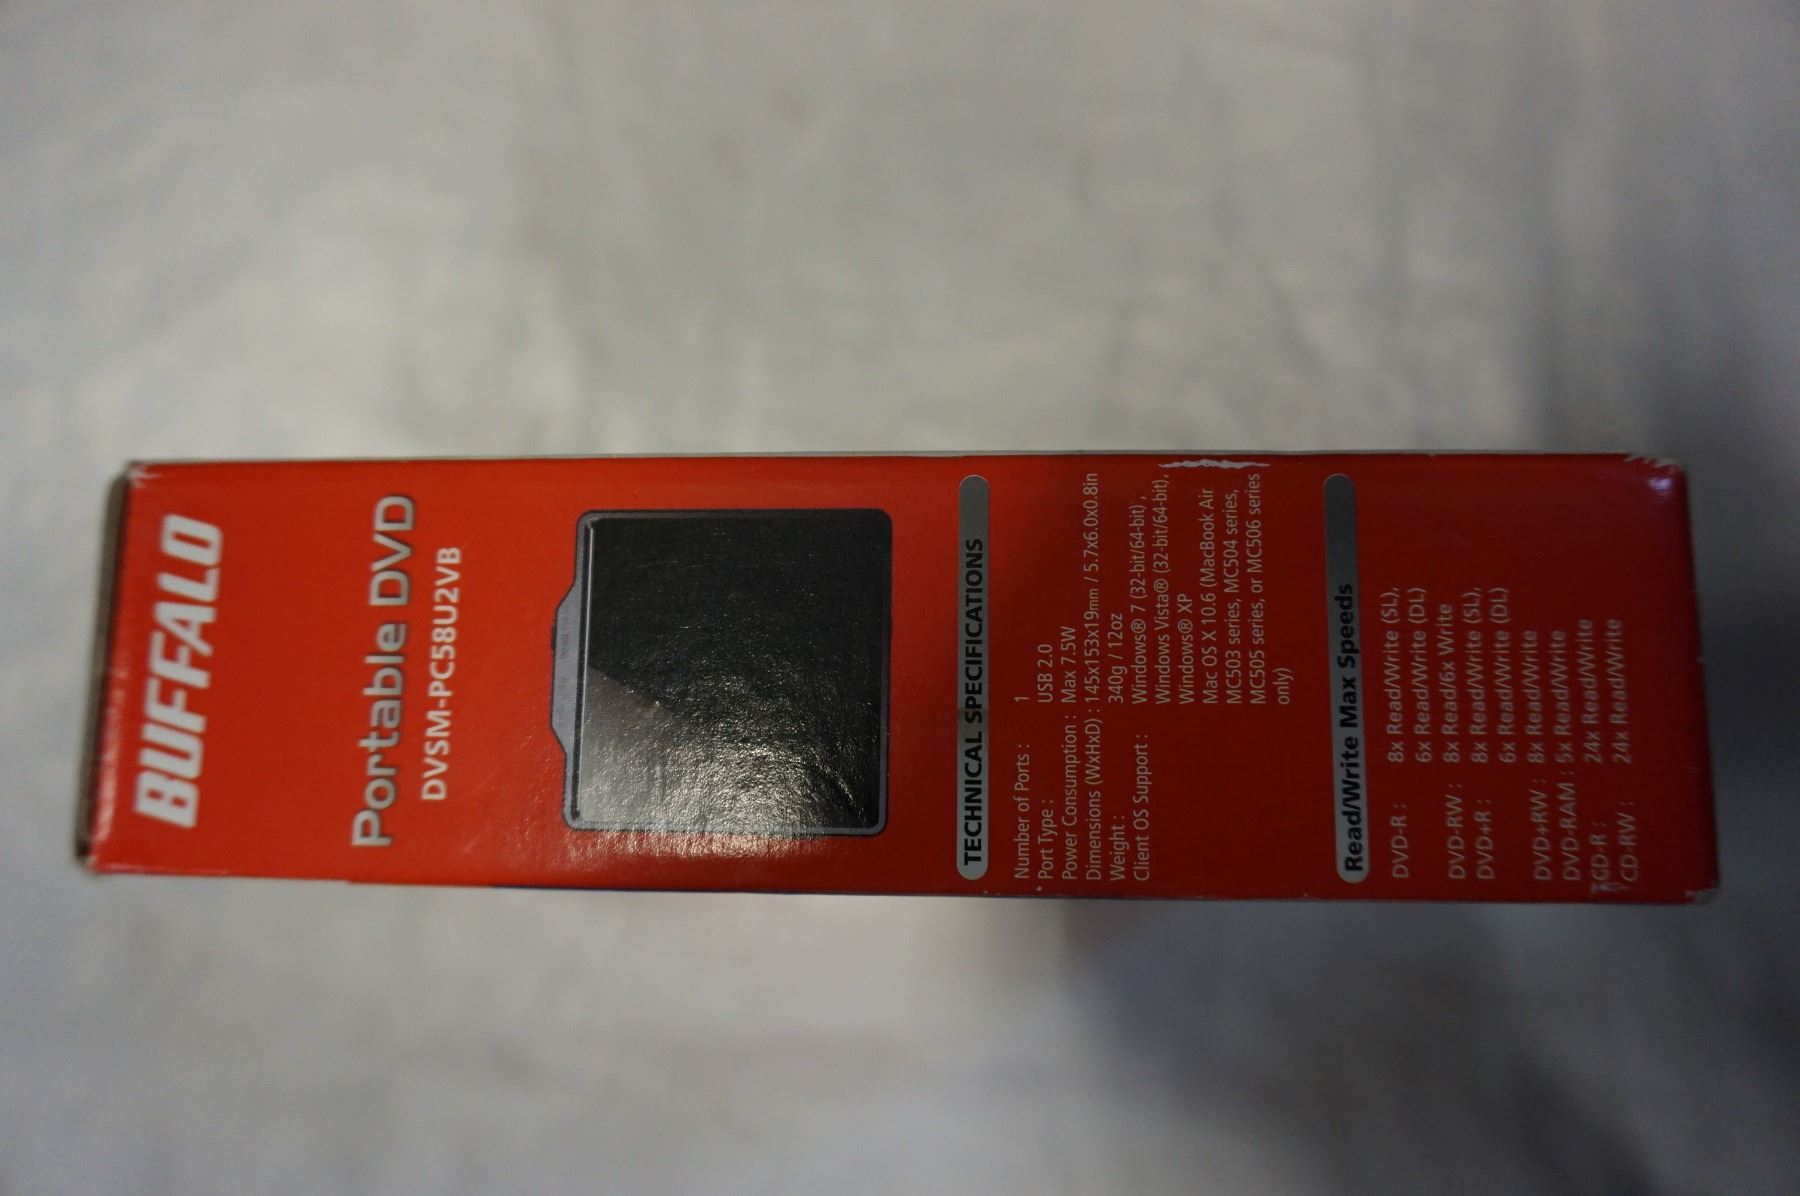 BUFFALO
Portable DVD
DVSM-PC58U2VB
TECHNICAL SPECIFICATIONS
Number of Ports : 1
Port Type : USB 2.0
Power Consumption : Max 7.5W
Dimensions (WxHxD) : 145x153x19mm / 5.7x6.0x0.8in
Weight : 340g / 12oz
Client OS Support : Windows® 7 (32-bit/64-bit),
Windows Vista® (32-bit/64-bit),
Windows® XP
Mac OS X 10.6 (MacBook Air
MC503 series, MC504 series,
MC505 series, or MC506 series
only)
Read/Write Max Speeds
DVD-R : 8x Read/Write (SL),
6x Read/Write (DL)
DVD-RW : 8x Read/6x Write
DVD+R : 8x Read/Write (SL),
6x Read/Write (DL)
DVD+RW : 8x Read/Write
DVD-RAM : 5x Read/Write
CD-R : 24x Read/Write
CD-RW : 24x Read/Write